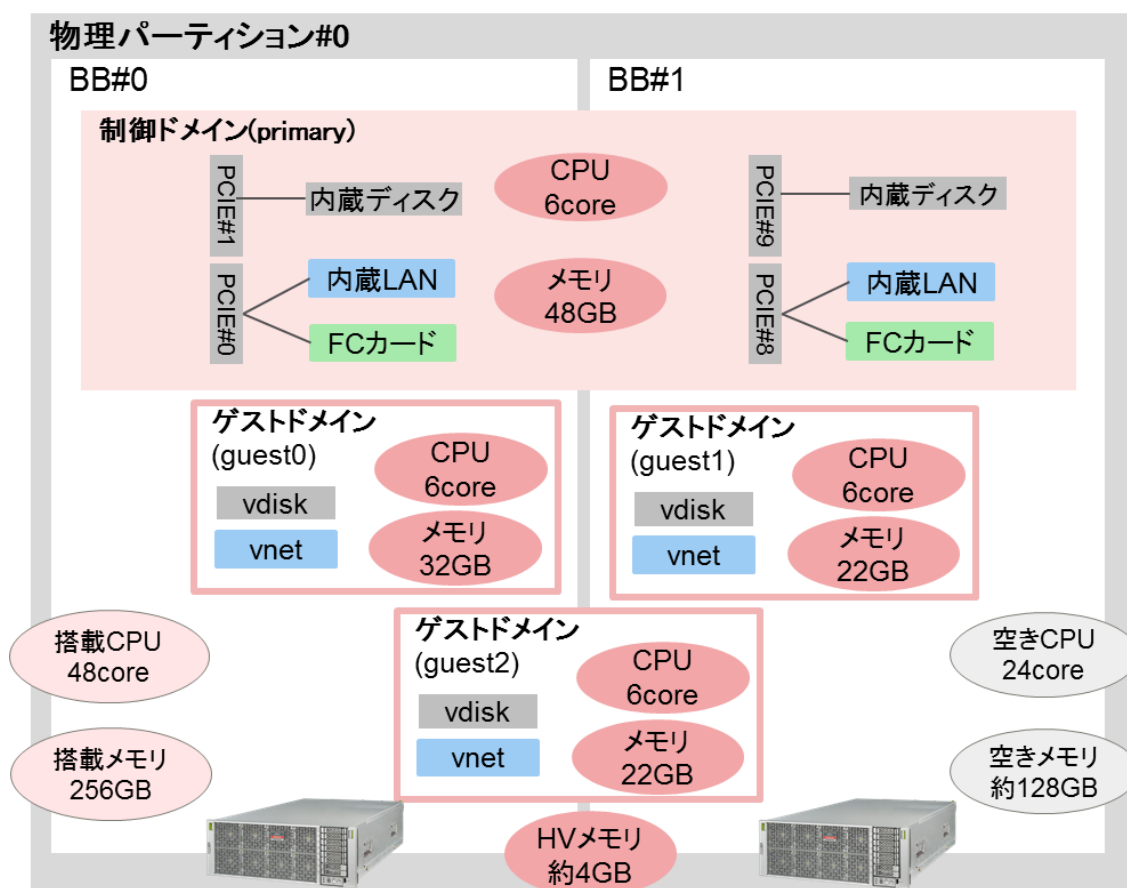 物理パーティション#0
BB#0
BB#1
制御ドメイン(primary)
PCIE#1
内蔵ディスク
CPU
6core
PCIE#9
内蔵ディスク
PCIE#0
内蔵LAN
FCカード
メモリ
48GB
PCIE#8
内蔵LAN
FCカード
ゲストドメイン
(guest0)
CPU
6core
vdisk
vnet
メモリ
32GB
ゲストドメイン
(guest1)
CPU
6core
vdisk
vnet
メモリ
22GB
搭載CPU
48core
ゲストドメイン
(guest2)
CPU
6core
vdisk
vnet
メモリ
22GB
空きCPU
24core
搭載メモリ
256GB
空きメモリ
約128GB
HVメモリ
約4GB